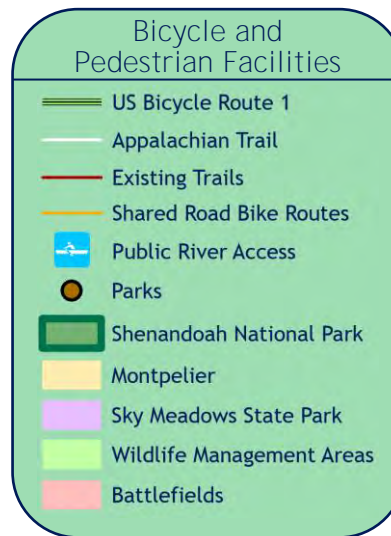 Bicycle and
Pedestrian Facilities
US Bicycle Route 1
Appalachian Trail
Existing Trails
Shared Road Bike Routes
Public River Access
Parks
Shenandoah National Park
Montpelier
Sky Meadows State Park
Wildlife Management Areas
Battlefields